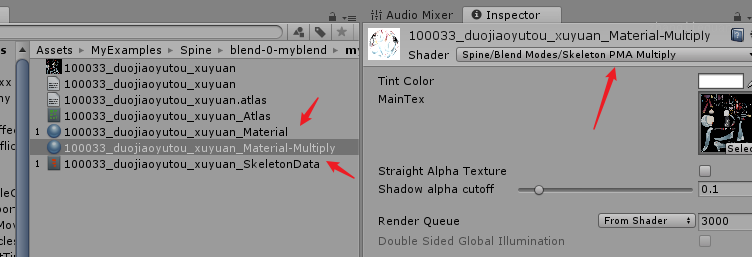 Audio Mixer
Inspector
Assets ▸ MyExamples ▸ Spine ▸ blend-0-myblend ▸ my
100033_duojiaoyutou_xuyuan_Material-Multiply
Shader
Spine/Blend Modes/Skeleton PMA Multiply
100033_duojiaoyutou_xuyuan
100033_duojiaoyutou_xuyuan
100033_duojiaoyutou_xuyuan.atlas
100033_duojiaoyutou_xuyuan_Atlas
1 100033_duojiaoyutou_xuyuan_Material
100033_duojiaoyutou_xuyuan_Material-Multiply
1 100033_duojiaoyutou_xuyuan_SkeletonData
Tint Color
MainTex
Selec
Straight Alpha Texture
Shadow alpha cutoff
0.1
Render Queue
From Shader
3000
Double Sided Global Illumination